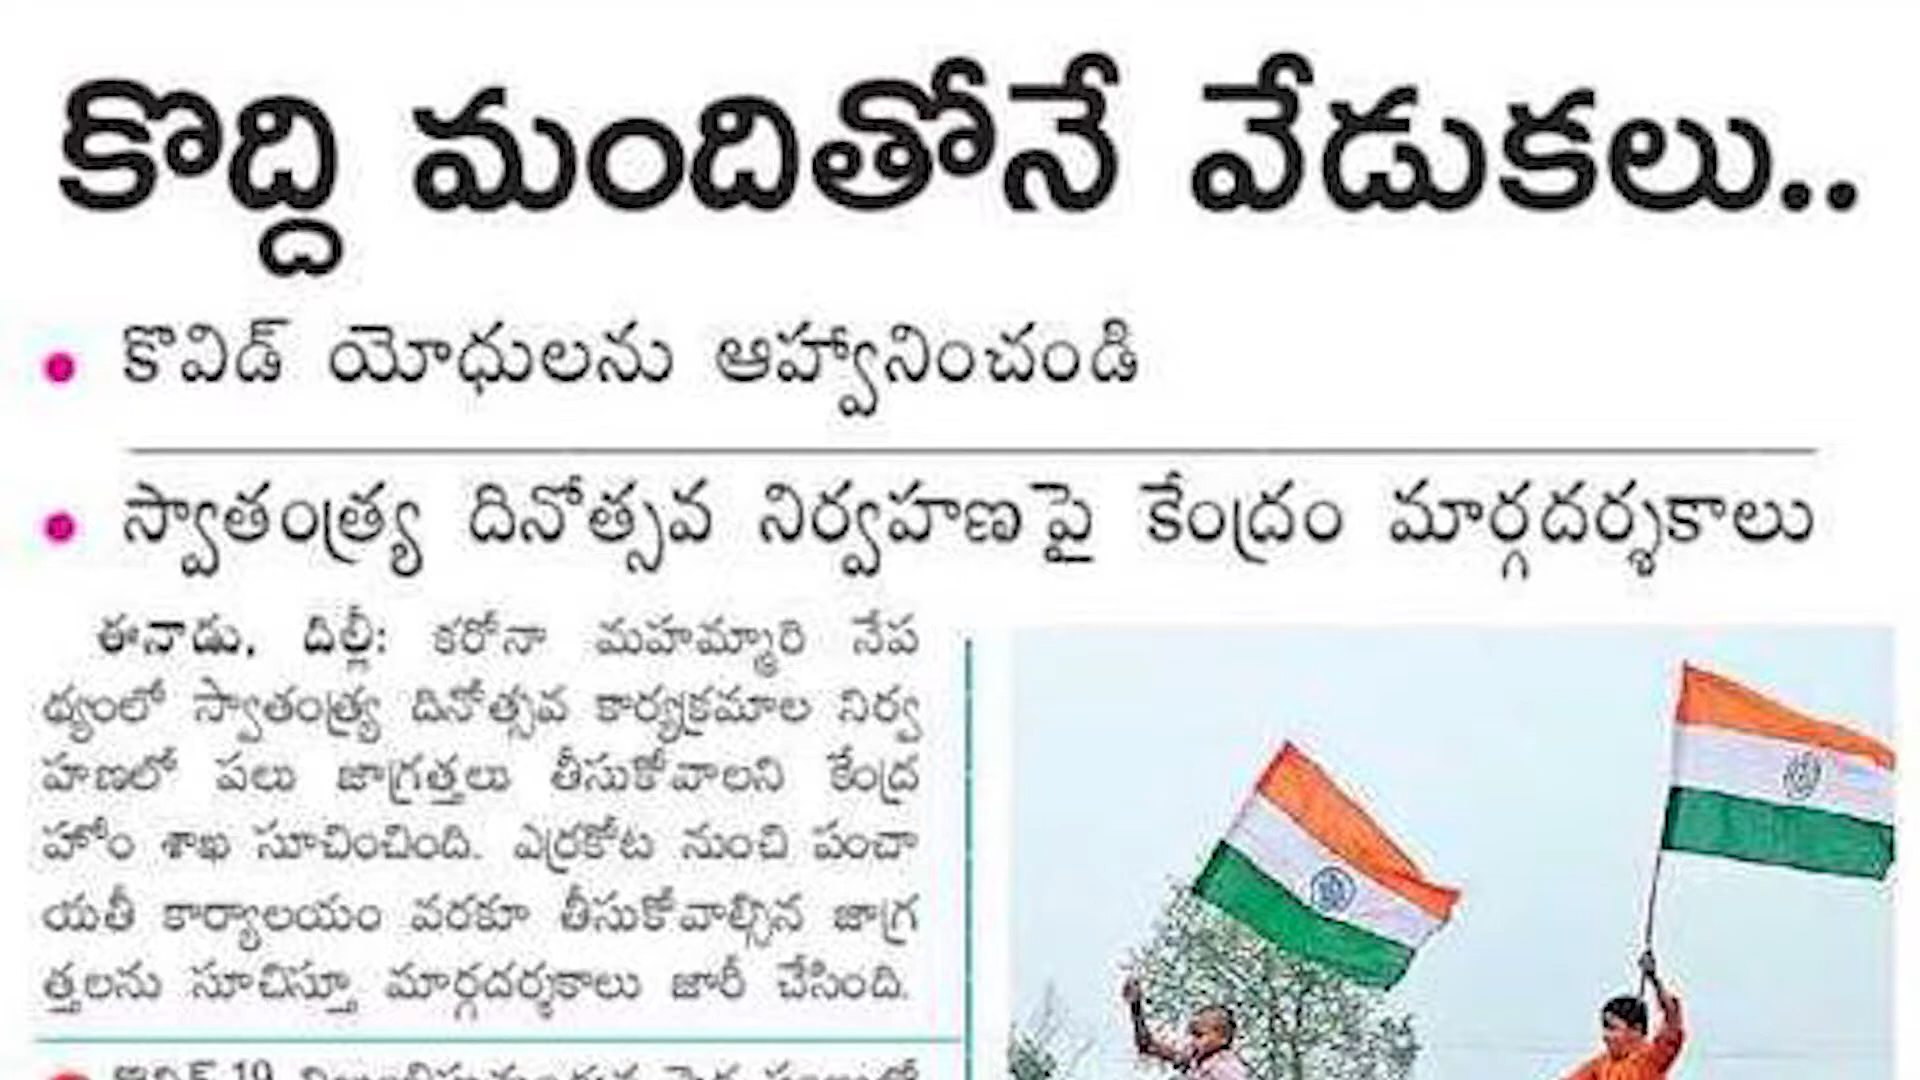 కొద్ది మందితోనే వేడుకలు..
• కొవిడ్ యోధులను ఆహ్వానించండి
• స్వాతంత్ర్య దినోత్సవ నిర్వహణపై కేంద్రం మార్గదర్శకాలు
ఈనాడు, దిల్లీ: కరోనా మహమ్మారి నేప
థ్యంలో స్వాతంత్ర్య దినోత్సవ కార్యక్రమాల నిర్వ
హణలో పలు జాగ్రత్తలు తీసుకోవాలని కేంద్ర
హోం శాఖ సూచించింది. ఎర్రకోట నుంచి పంచా
యతీ కార్యాలయం వరకూ తీసుకోవాల్సిన జాగ్ర
త్తలను సూచిస్తూ మార్గదర్శకాలు జారీ చేసింది.
కొవిడ్-19